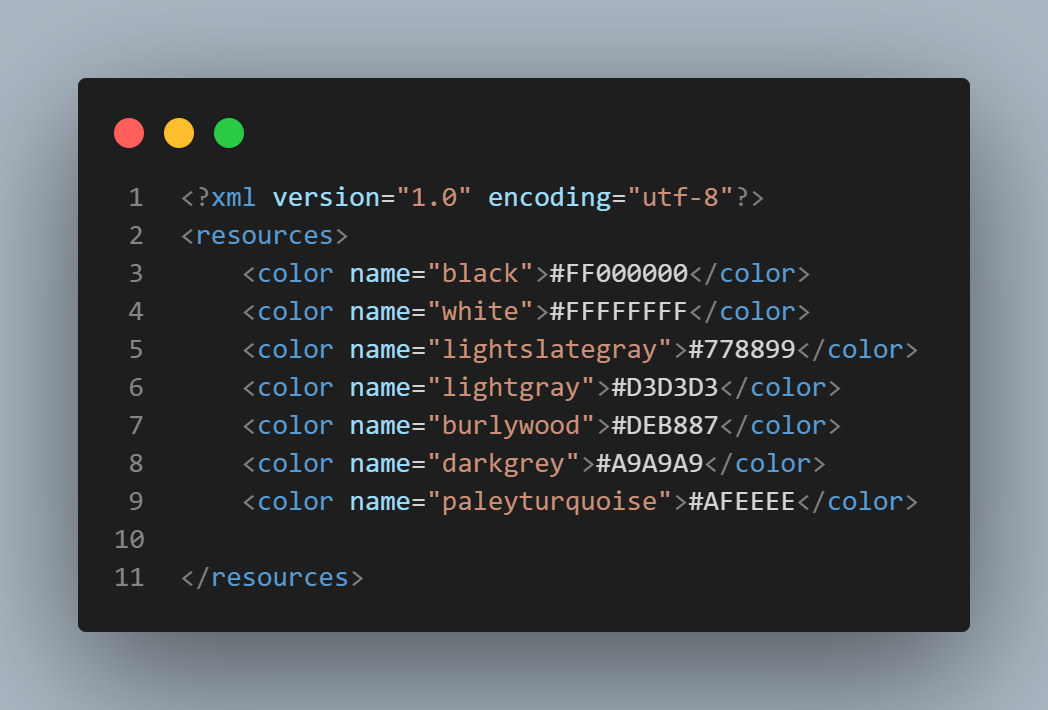 1 <?xml version="1.0" encoding="utf-8"?>
2 <resources>
3     <color name="black">#FF000000</color>
4     <color name="white">#FFFFFFFF</color>
5     <color name="lightslategray">#778899</color>
6     <color name="lightgray">#D3D3D3</color>
7     <color name="burlywood">#DEB887</color>
8     <color name="darkgrey">#A9A9A9</color>
9     <color name="paleyturquoise">#AFEEEE</color>
10
11 </resources>